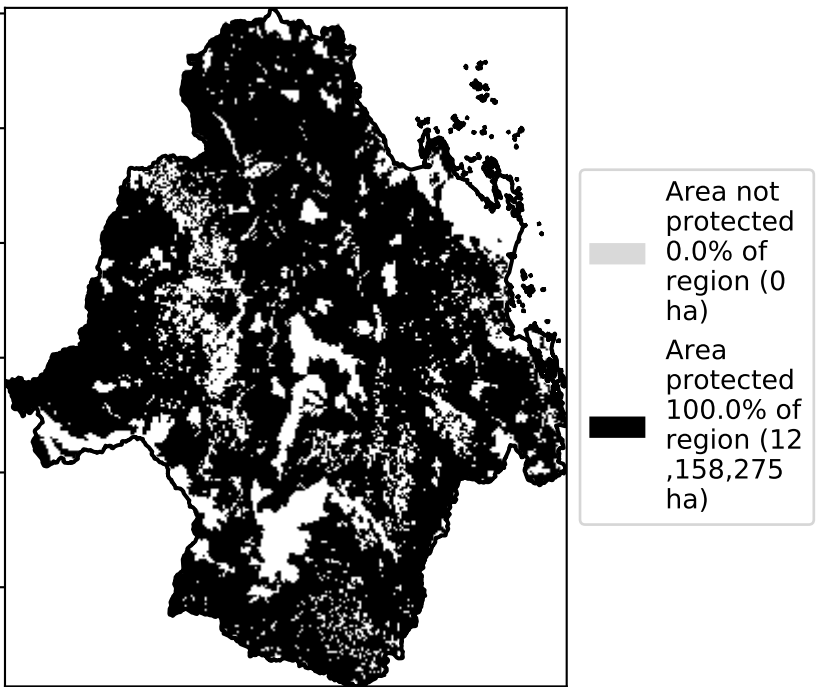 Area not
protected
0.0% of
region (0
ha)
Area
protected
100.0% of
region (12
,158,275
ha)